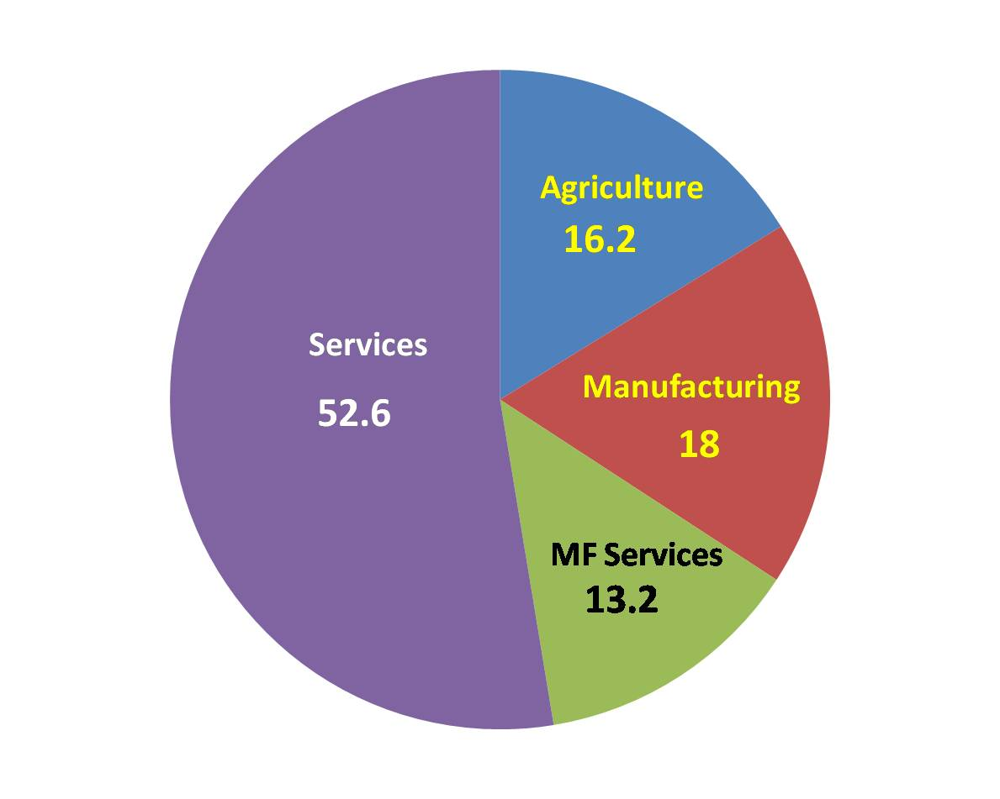 Agriculture
16.2
Manufacturing
18
MF Services
13.2
Services
52.6